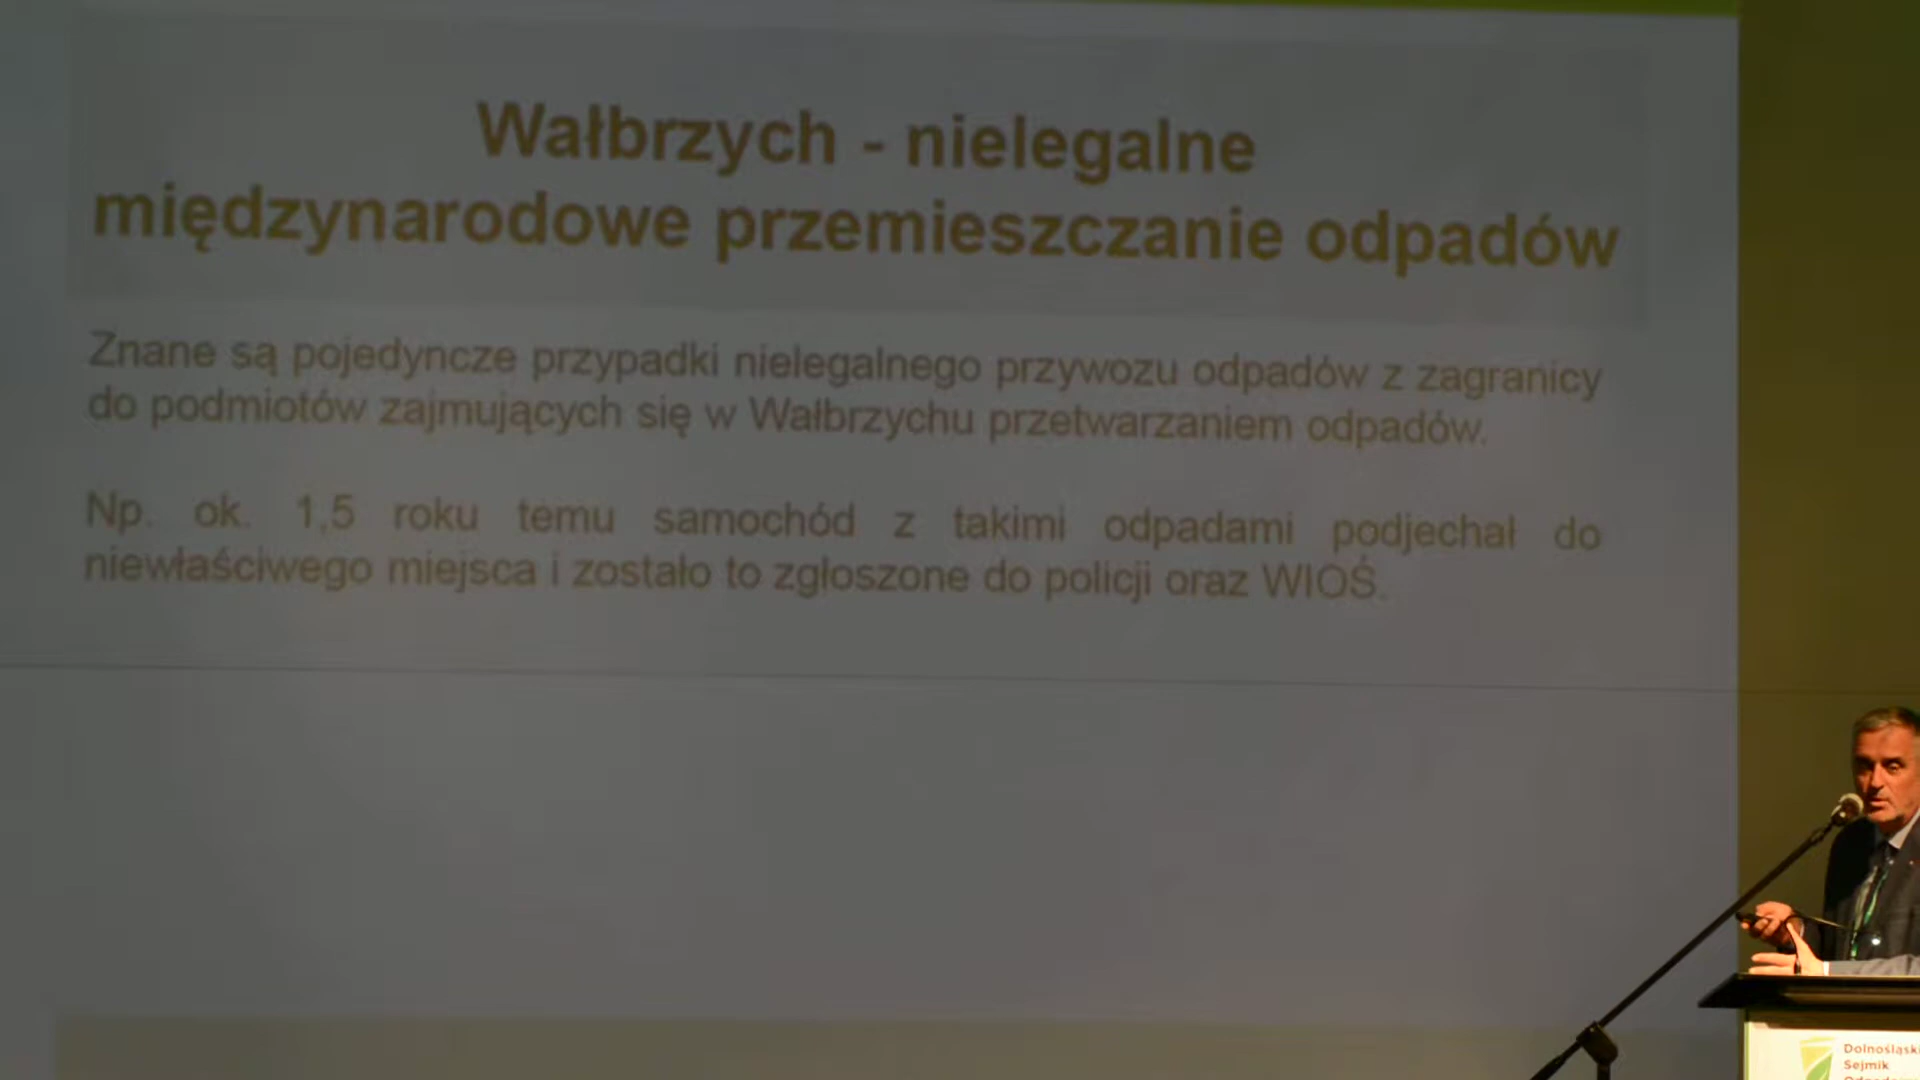 Wałbrzych - nielegalne
międzynarodowe przemieszczanie odpadów
Znane są pojedyncze przypadki nielegalnego przywozu odpadów z zagranicy
do podmiotów zajmujących się w Wałbrzychu przetwarzaniem odpadów.
Np. ok. 1,5 roku temu samochód z takimi odpadami podjechał do
niewłaściwego miejsca i zostało to zgłoszone do policji oraz WIOŚ.
Dolnośląski
Sejmik